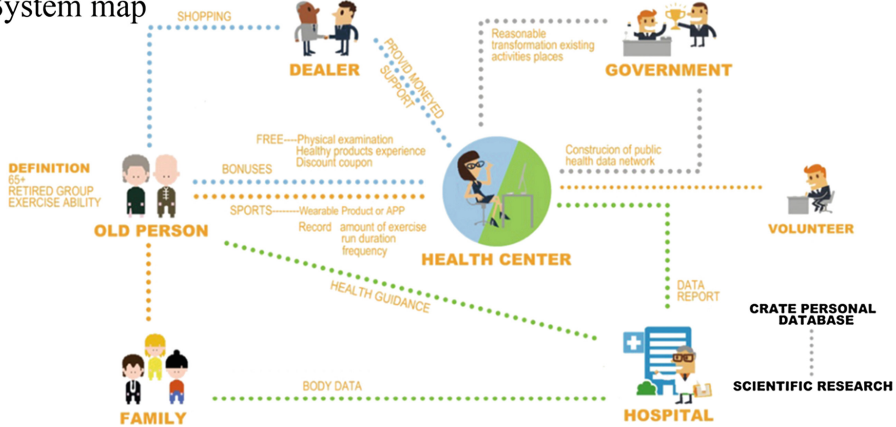 System map
SHOPPING
DEALER
PROVID MONEYED
SUPPORT
Reasonable
transformation existing
activities places
GOVERNMENT
FREE----Physical examination
Healthy products experience
Discount coupon
BONUSES
Construcion of public
health data network
DEFINITION
65+
RETIRED GROUP
EXERCISE ABILITY
OLD PERSON
SPORTS--------Wearable Product or APP
Record amount of exercise
run duration
frequency
HEALTH CENTER
VOLUNTEER
HEALTH GUIDANCE
DATA
REPORT
CRATE PERSONAL
DATABASE
SCIENTIFIC RESEARCH
BODY DATA
FAMILY
HOSPITAL